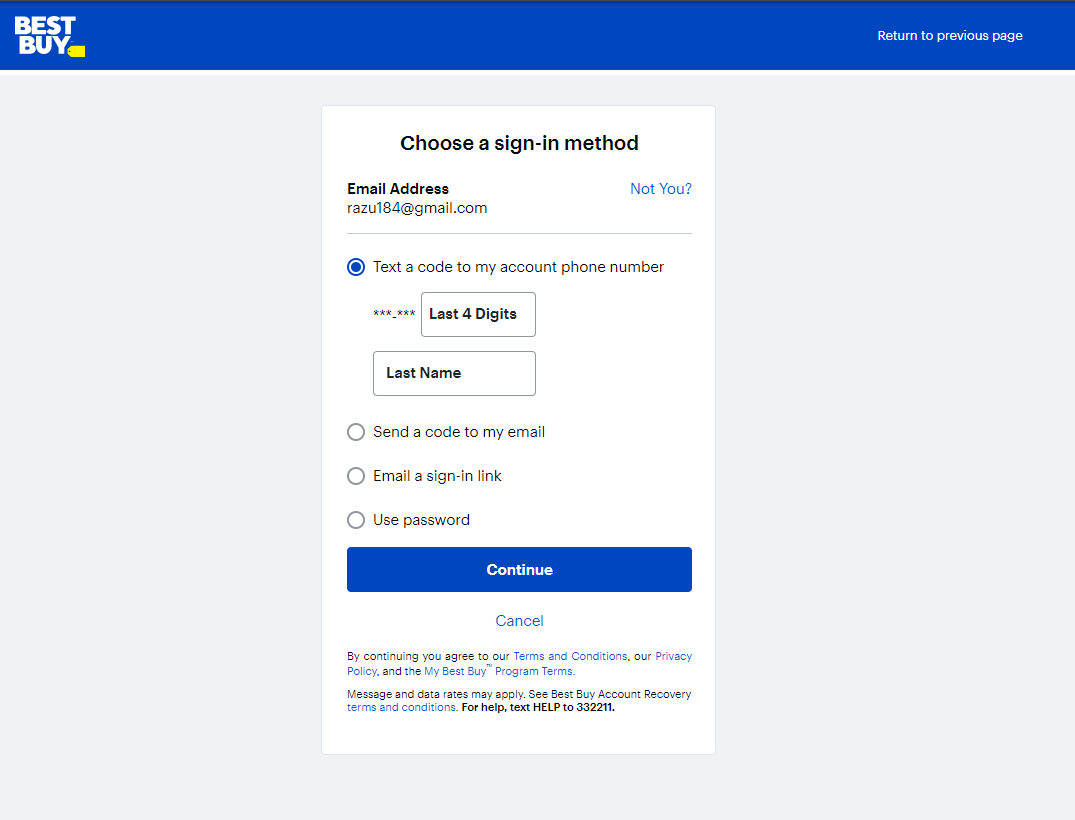 BEST
BUY
Return to previous page
Choose a sign-in method
Email Address
Not You?
razu184@gmail.com
Text a code to my account phone number
***-*** Last 4 Digits
Last Name
Send a code to my email
Email a sign-in link
Use password
Continue
Cancel
By continuing you agree to our Terms and Conditions, our Privacy
Policy, and the My Best Buy™ Program Terms.
Message and data rates may apply. See Best Buy Account Recovery
terms and conditions. For help, text HELP to 332211.